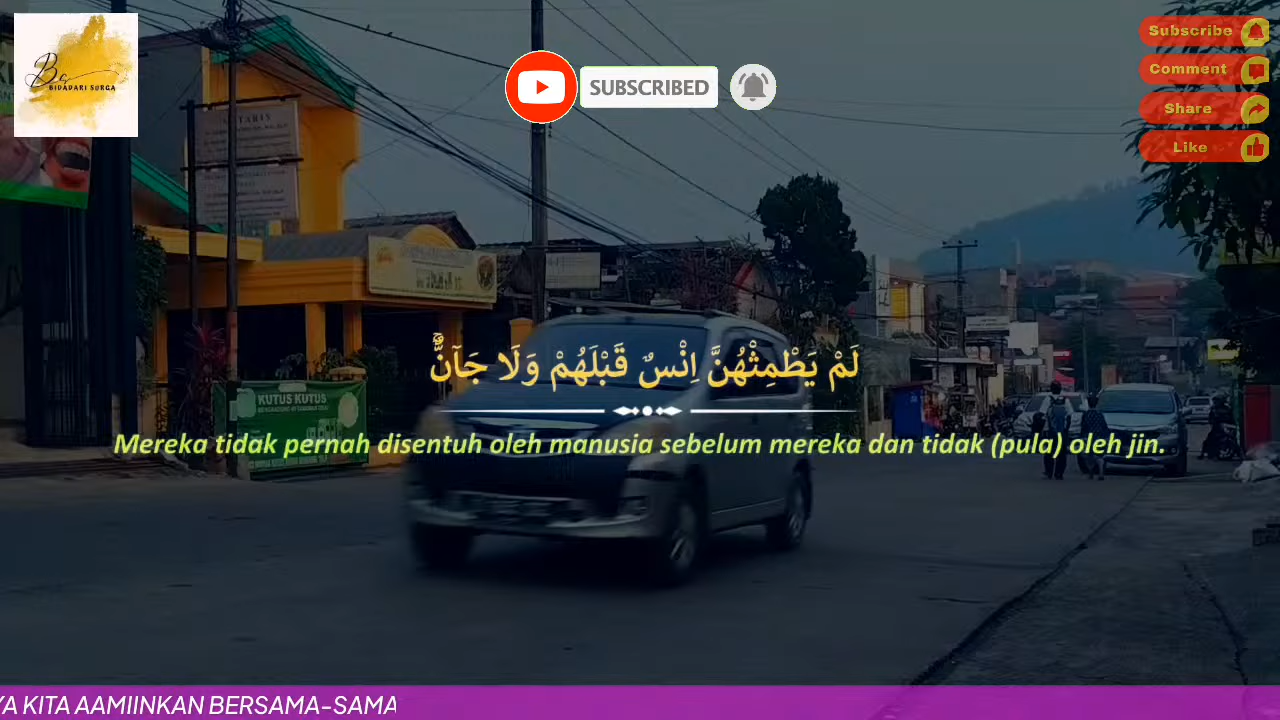 BIDADARI SURGA
SUBSCRIBED
Subscribe
Comment
Share
Like
TARIS
KUTUS KUTUS
لَمْ يَطْمِثْهُنَّ اِنْسٌ قَبْلَهُمْ وَلَا جَاۤنٌّۚ
Mereka tidak pernah disentuh oleh manusia sebelum mereka dan tidak (pula) oleh jin.
YA KITA AAMIINKAN BERSAMA-SAMA